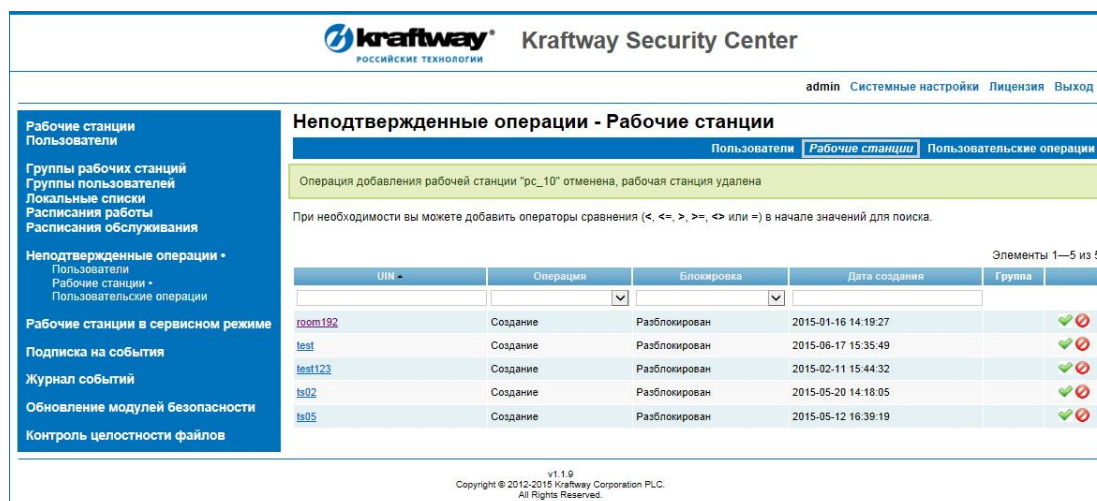 kraftway®
РОССИЙСКИЕ ТЕХНОЛОГИИ
Kraftway Security Center
admin Системные настройки Лицензия Выход
Рабочие станции
Пользователи
Группы рабочих станций
Группы пользователей
Локальные списки
Расписания работы
Расписания обслуживания
Неподтвержденные операции •
Пользователи
Рабочие станции •
Пользовательские операции
Рабочие станции в сервисном режиме
Подписка на события
Журнал событий
Обновление модулей безопасности
Контроль целостности файлов
Неподтвержденные операции - Рабочие станции
Пользователи Рабочие станции Пользовательские операции
Операция добавления рабочей станции "pc_10" отменена, рабочая станция удалена
При необходимости вы можете добавить операторы сравнения (<, <=, >, >=, <> или =) в начале значений для поиска.
Элементы 1—5 из 5
UIN Операция Блокировка Дата создания Группа
room192 Создание Разблокирован 2015-01-16 14:19:27
test Создание Разблокирован 2015-06-17 15:35:49
test123 Создание Разблокирован 2015-02-11 15:44:32
ts02 Создание Разблокирован 2015-05-20 14:18:05
ts05 Создание Разблокирован 2015-05-12 16:39:19
v1.1.9
Copyright © 2012-2015 Kraftway Corporation PLC.
All Rights Reserved.